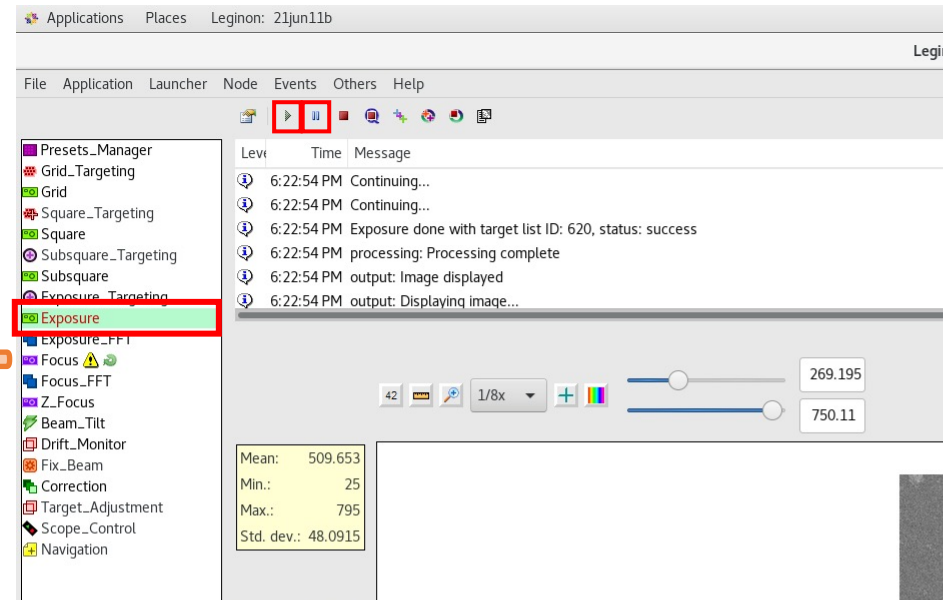 Applications Places Leginon: 21jun11b
Legi
File Application Launcher Node Events Others Help
Presets_Manager
Grid_Targeting
Grid
Square_Targeting
Square
Subsquare_Targeting
Subsquare
Exposure_Targeting
Exposure
Exposure_FFT
Focus
Focus_FFT
Z_Focus
Beam_Tilt
Drift_Monitor
Fix_Beam
Correction
Target_Adjustment
Scope_Control
Navigation
Leve Time Message
6:22:54 PM Continuing...
6:22:54 PM Continuing...
6:22:54 PM Exposure done with target list ID: 620, status: success
6:22:54 PM processing: Processing complete
6:22:54 PM output: Image displayed
6:22:54 PM output: Displaying image...
42 1/8x 269.195
750.11
Mean: 509.653
Min.: 25
Max.: 795
Std. dev.: 48.0915